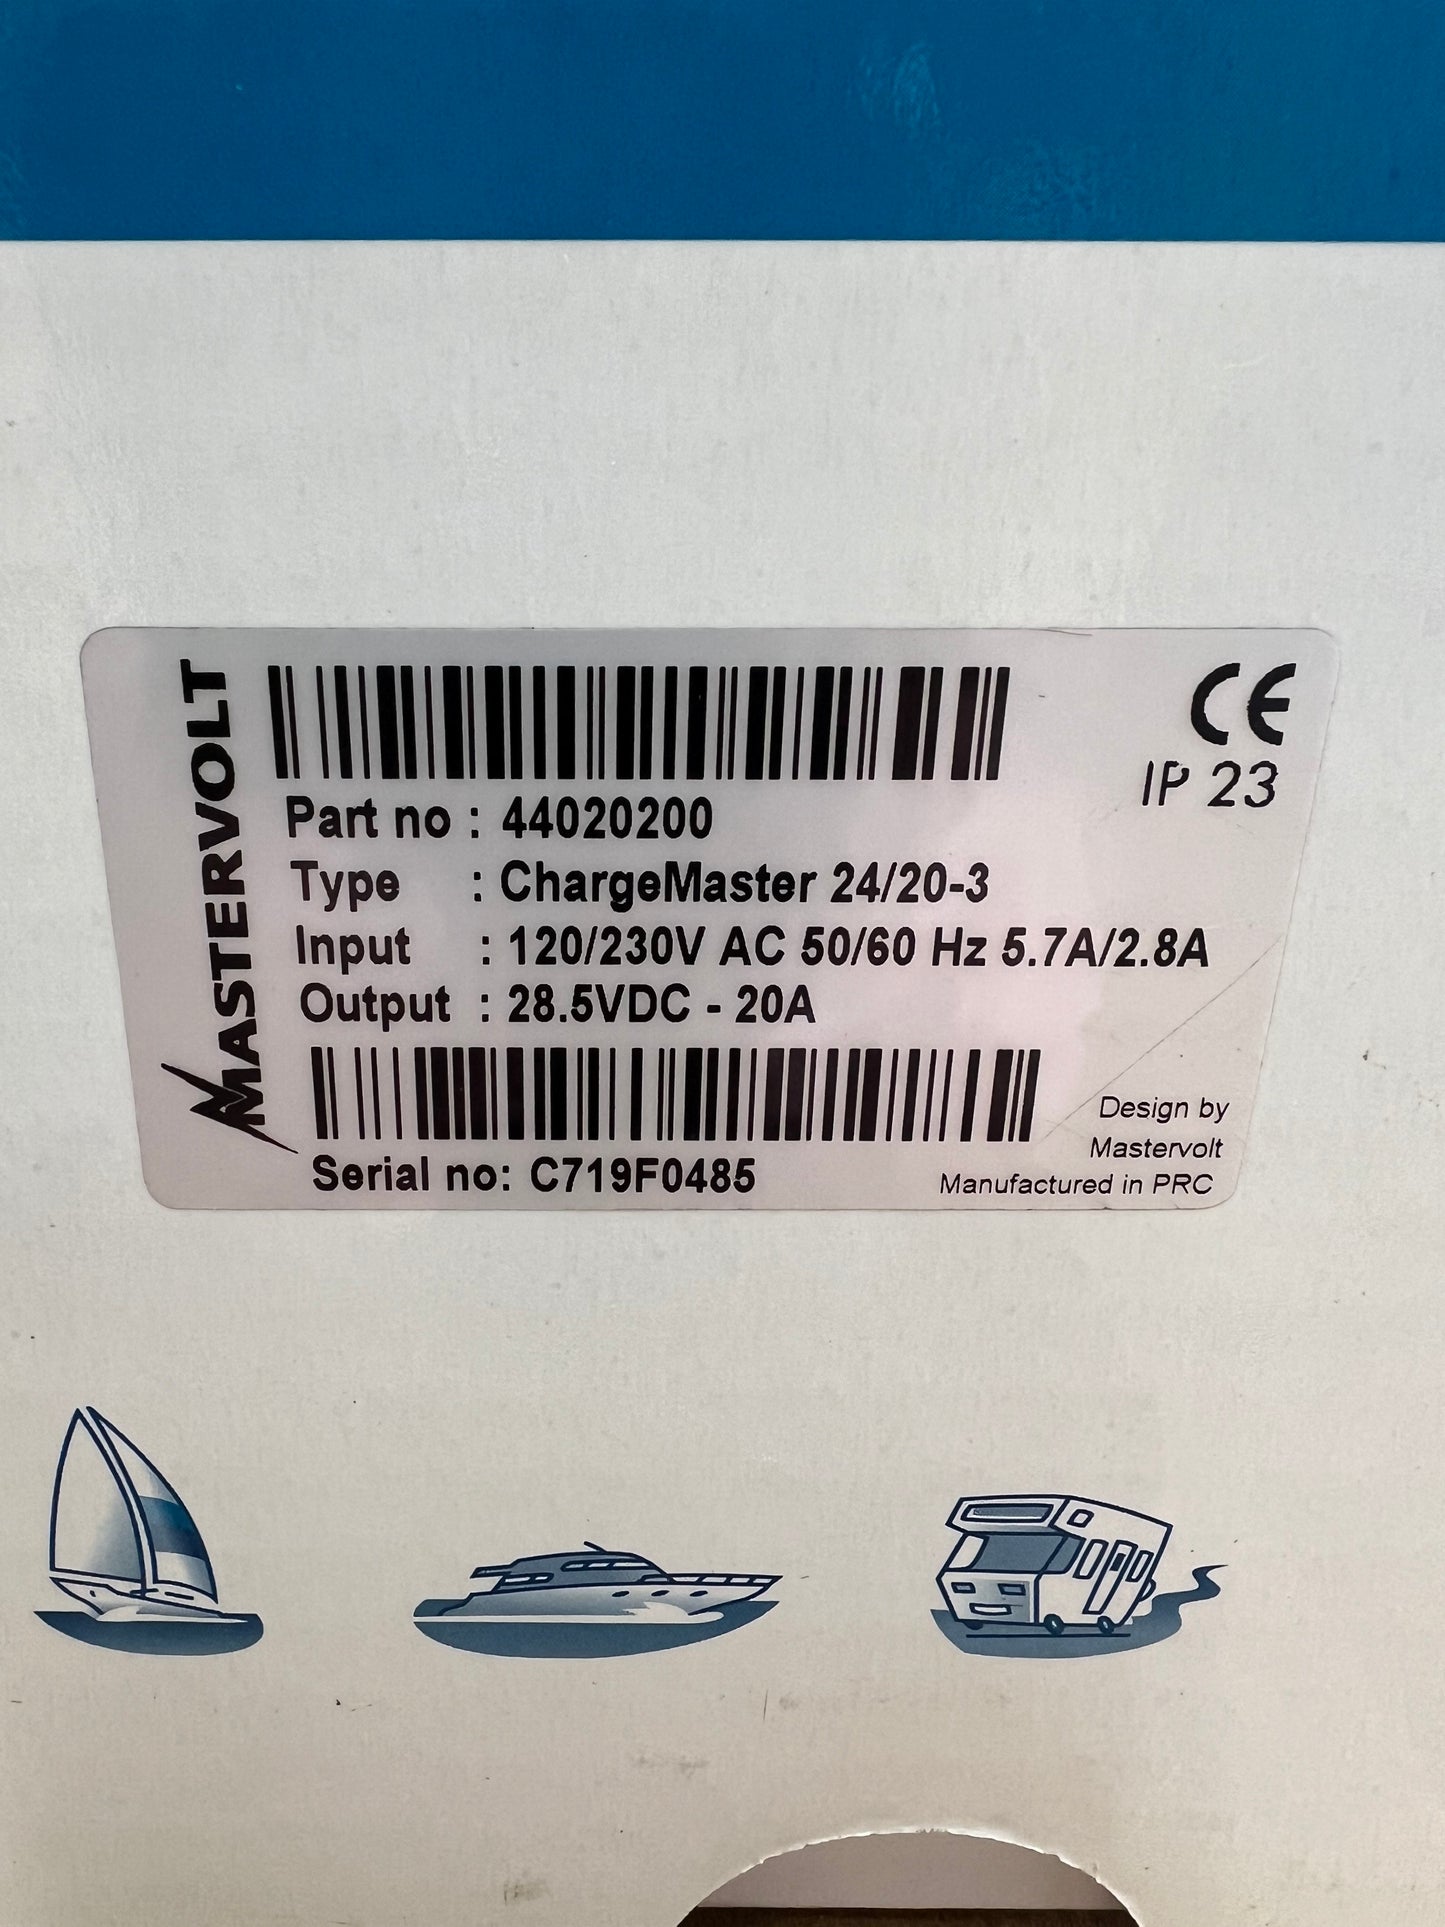 MASTERVOLT
CE
IP 23
Part no : 44020200
Type : ChargeMaster 24/20-3
Input : 120/230V AC 50/60 Hz 5.7A/2.8A
Output : 28.5VDC - 20A
Serial no: C719F0485
Design by
Mastervolt
Manufactured in PRC